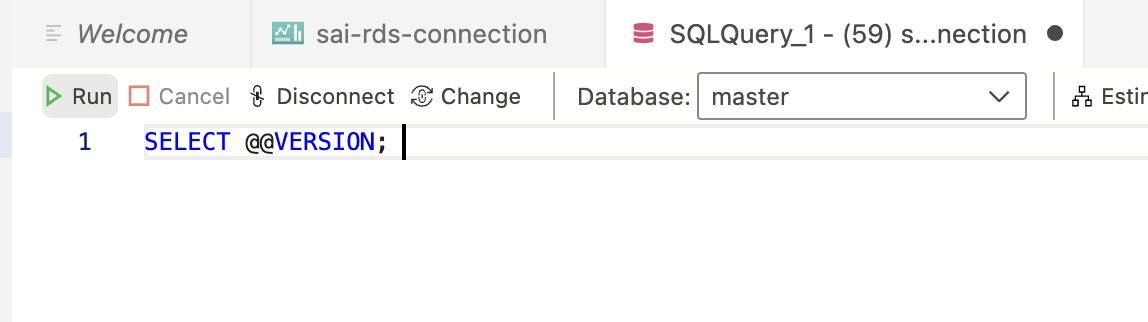 Welcome sai-rds-connection SQLQuery_1 - (59) s...nection
Run Cancel Disconnect Change Database: master
1 SELECT @@VERSION;